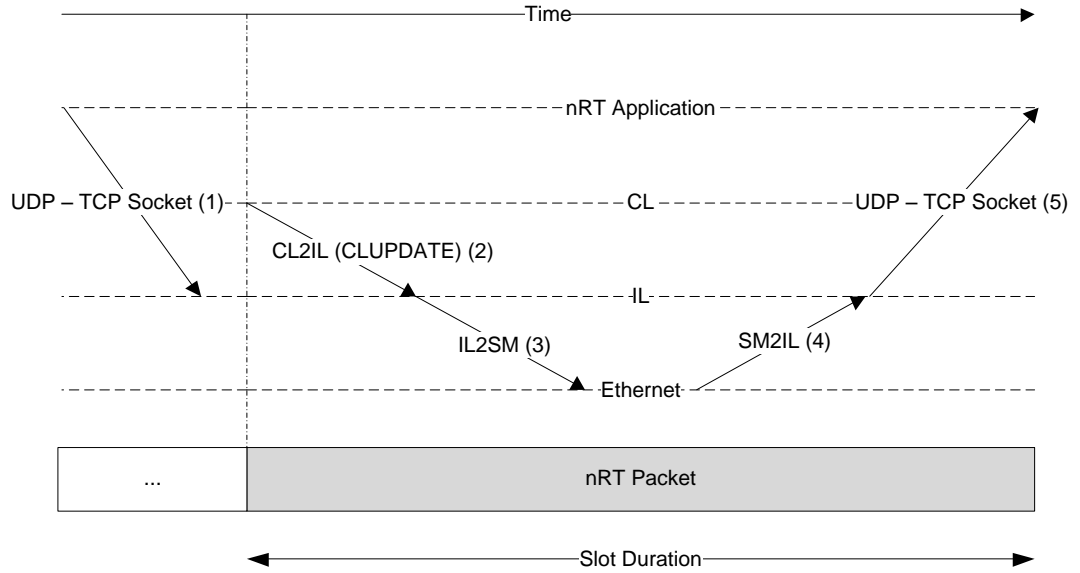 Time
nRT Application
UDP – TCP Socket (1)
CL
UDP – TCP Socket (5)
CL2IL (CLUPDATE) (2)
IL
IL2SM (3)
SM2IL (4)
Ethernet
...
nRT Packet
Slot Duration